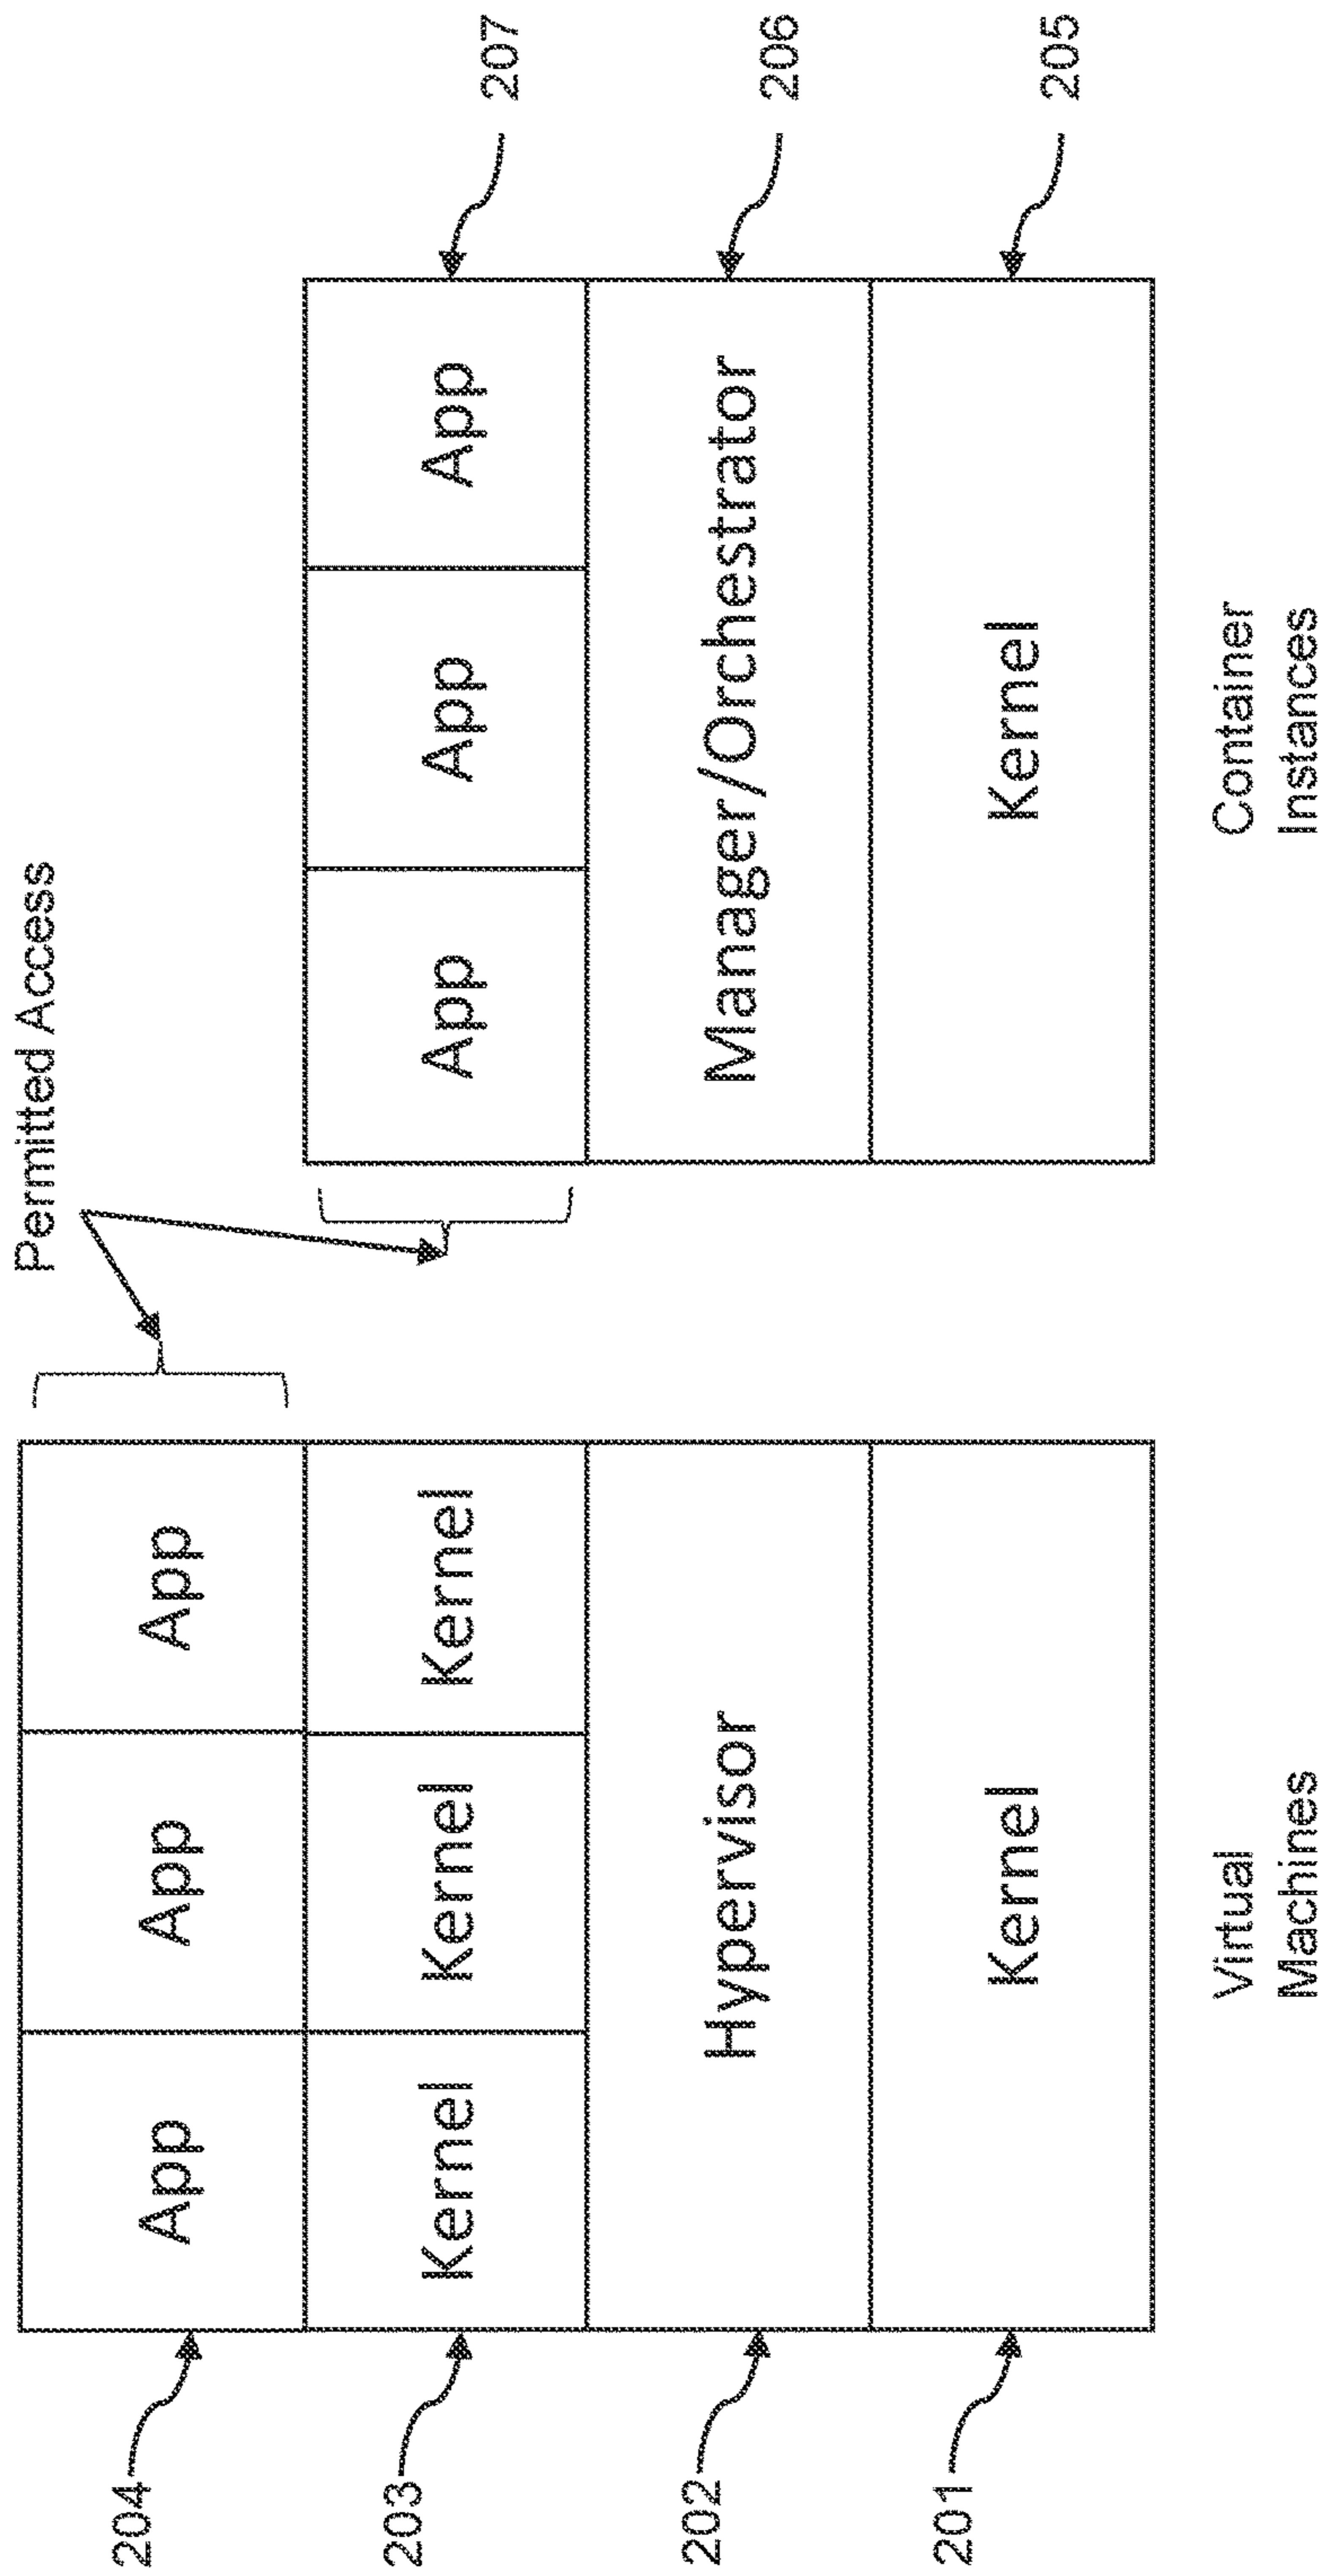 Permitted Access
204
App
App
App
203
Kernel
Kernel
Kernel
202
Hypervisor
201
Kernel
Virtual
Machines
App
App
App
207
Manager/Orchestrator
206
Kernel
205
Container
Instances